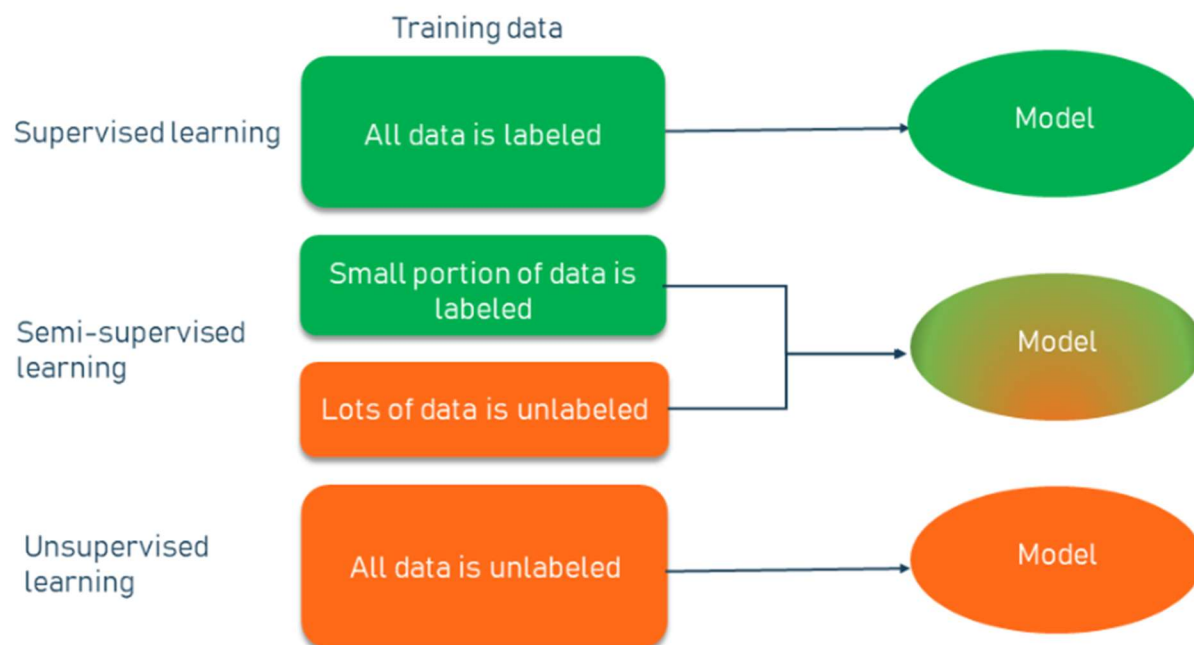 Training data
Supervised learning
All data is labeled
Model
Semi-supervised
learning
Small portion of data is
labeled
Lots of data is unlabeled
Model
Unsupervised
learning
All data is unlabeled
Model